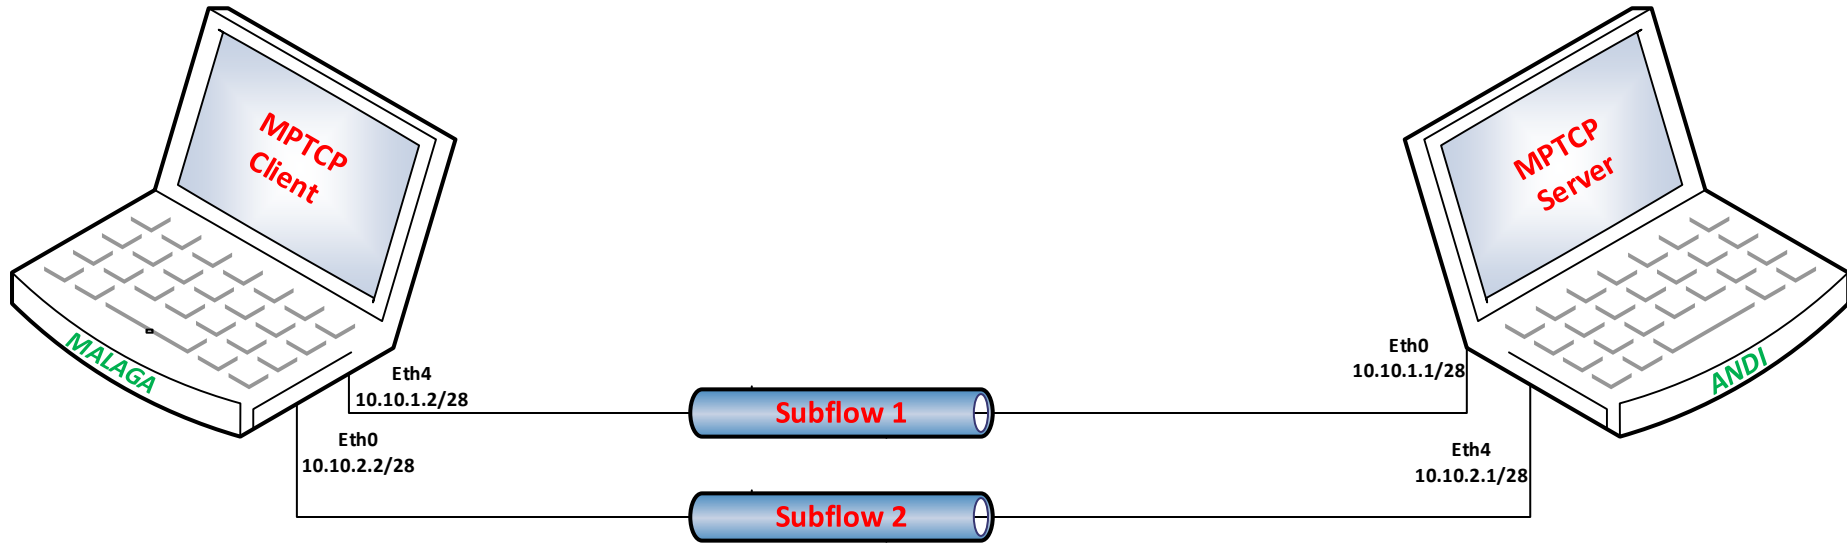 MPTCP
Client
MALAGA
Eth4
10.10.1.2/28
Eth0
10.10.2.2/28
Subflow 1
Subflow 2
MPTCP
Server
ANDI
Eth0
10.10.1.1/28
Eth4
10.10.2.1/28